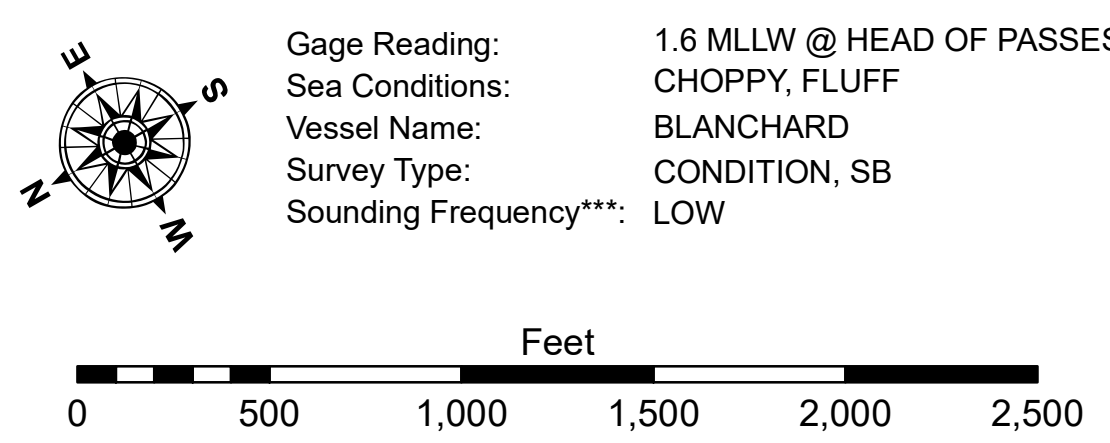 E
S
N
W
Gage Reading: 1.6 MLLW @ HEAD OF PASSES
Sea Conditions: CHOPPY, FLUFF
Vessel Name: BLANCHARD
Survey Type: CONDITION, SB
Sounding Frequency***: LOW
Feet
0 500 1,000 1,500 2,000 2,500